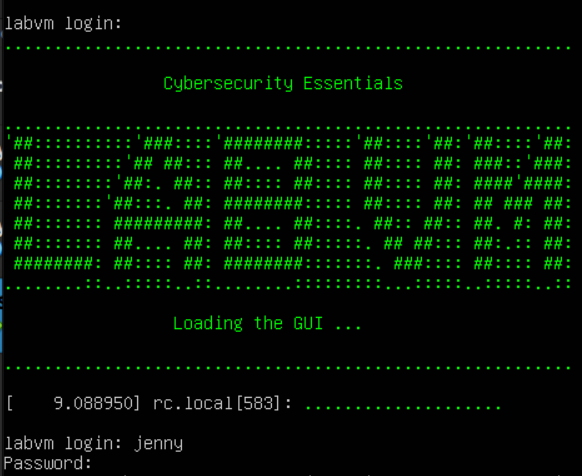 labvm login:
.........................................................
Cybersecurity Essentials
.........................................................
'##:::::::::'###::::'########:::::'##:::::'##:'##::::'##:
 ##::::::::'## ##::: ##.... ##:::: ##::::: ##: ###::'###:
 ##:::::::'##:. ##:: ##:::: ##:::: ##::::: ##: ####'####:
 ##::::::'##:::. ##: ########::::: ##::::: ##: ## ### ##:
 ##:::::: #########: ##.... ##::::. ##:: ##:: ##. #: ##:
 ##:::::: ##.... ##: ##:::: ##:::::. ## ##::: ##:.:: ##:
 ########: ##:::: ##: ########:::::::. ###:::: ##:::: ##:
........::..:::::..::........:::::::::...:::::..:::::..::
Loading the GUI ...
.........................................................
[    9.088950] rc.local[583]: ....................
labvm login: jenny
Password: